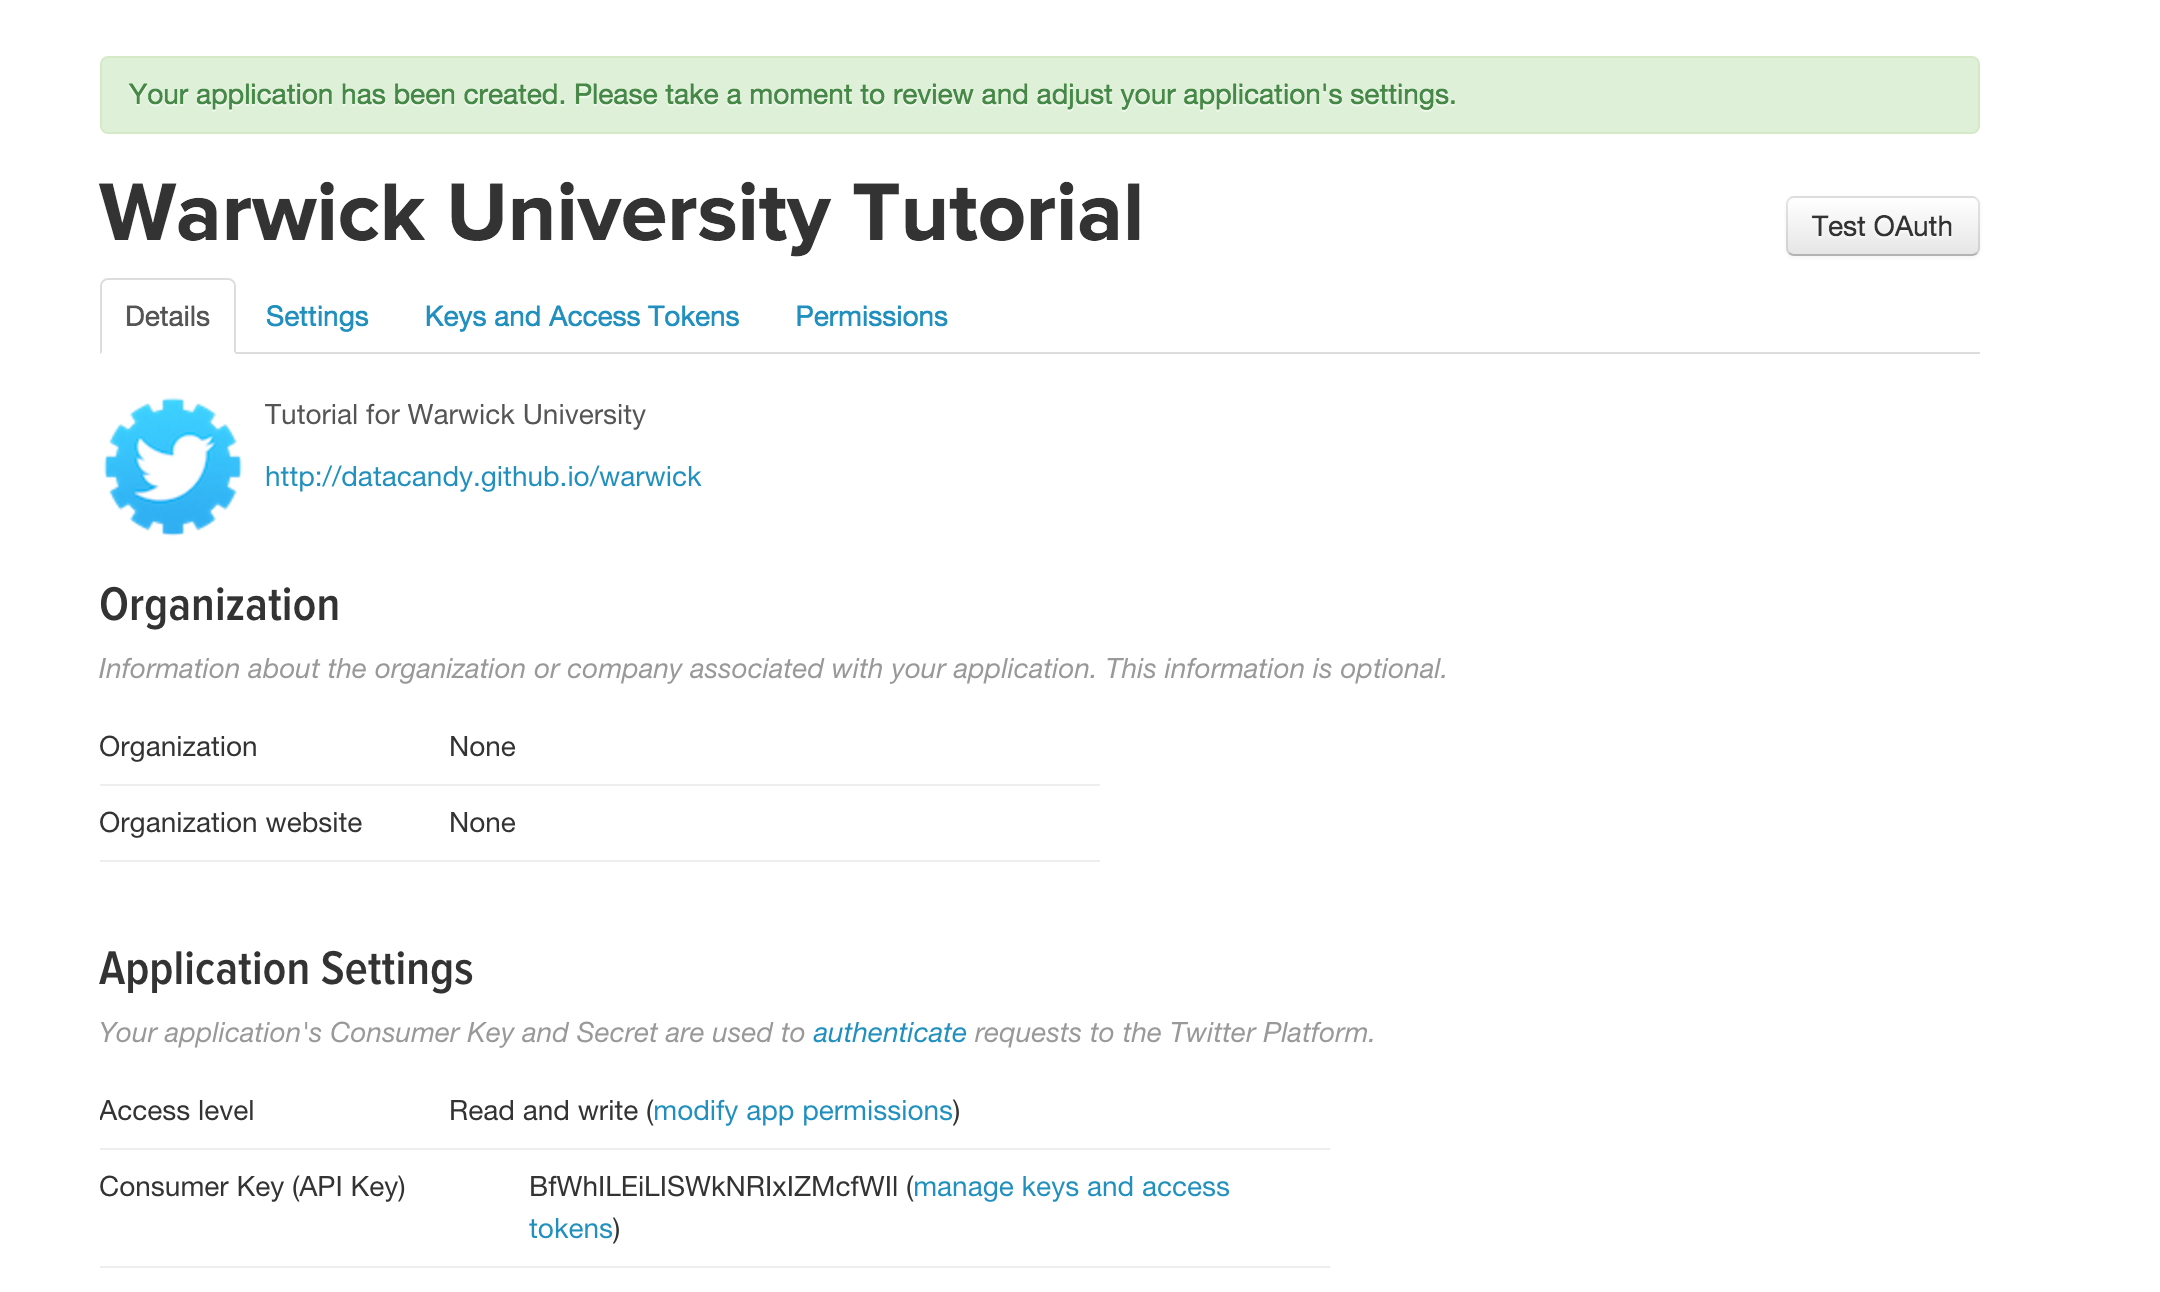 Your application has been created. Please take a moment to review and adjust your application's settings.
Warwick University Tutorial
Test OAuth
Details Settings Keys and Access Tokens Permissions
Tutorial for Warwick University
http://datacandy.github.io/warwick
Organization
Information about the organization or company associated with your application. This information is optional.
Organization None
Organization website None
Application Settings
Your application's Consumer Key and Secret are used to authenticate requests to the Twitter Platform.
Access level Read and write (modify app permissions)
Consumer Key (API Key) (manage keys and access
tokens)